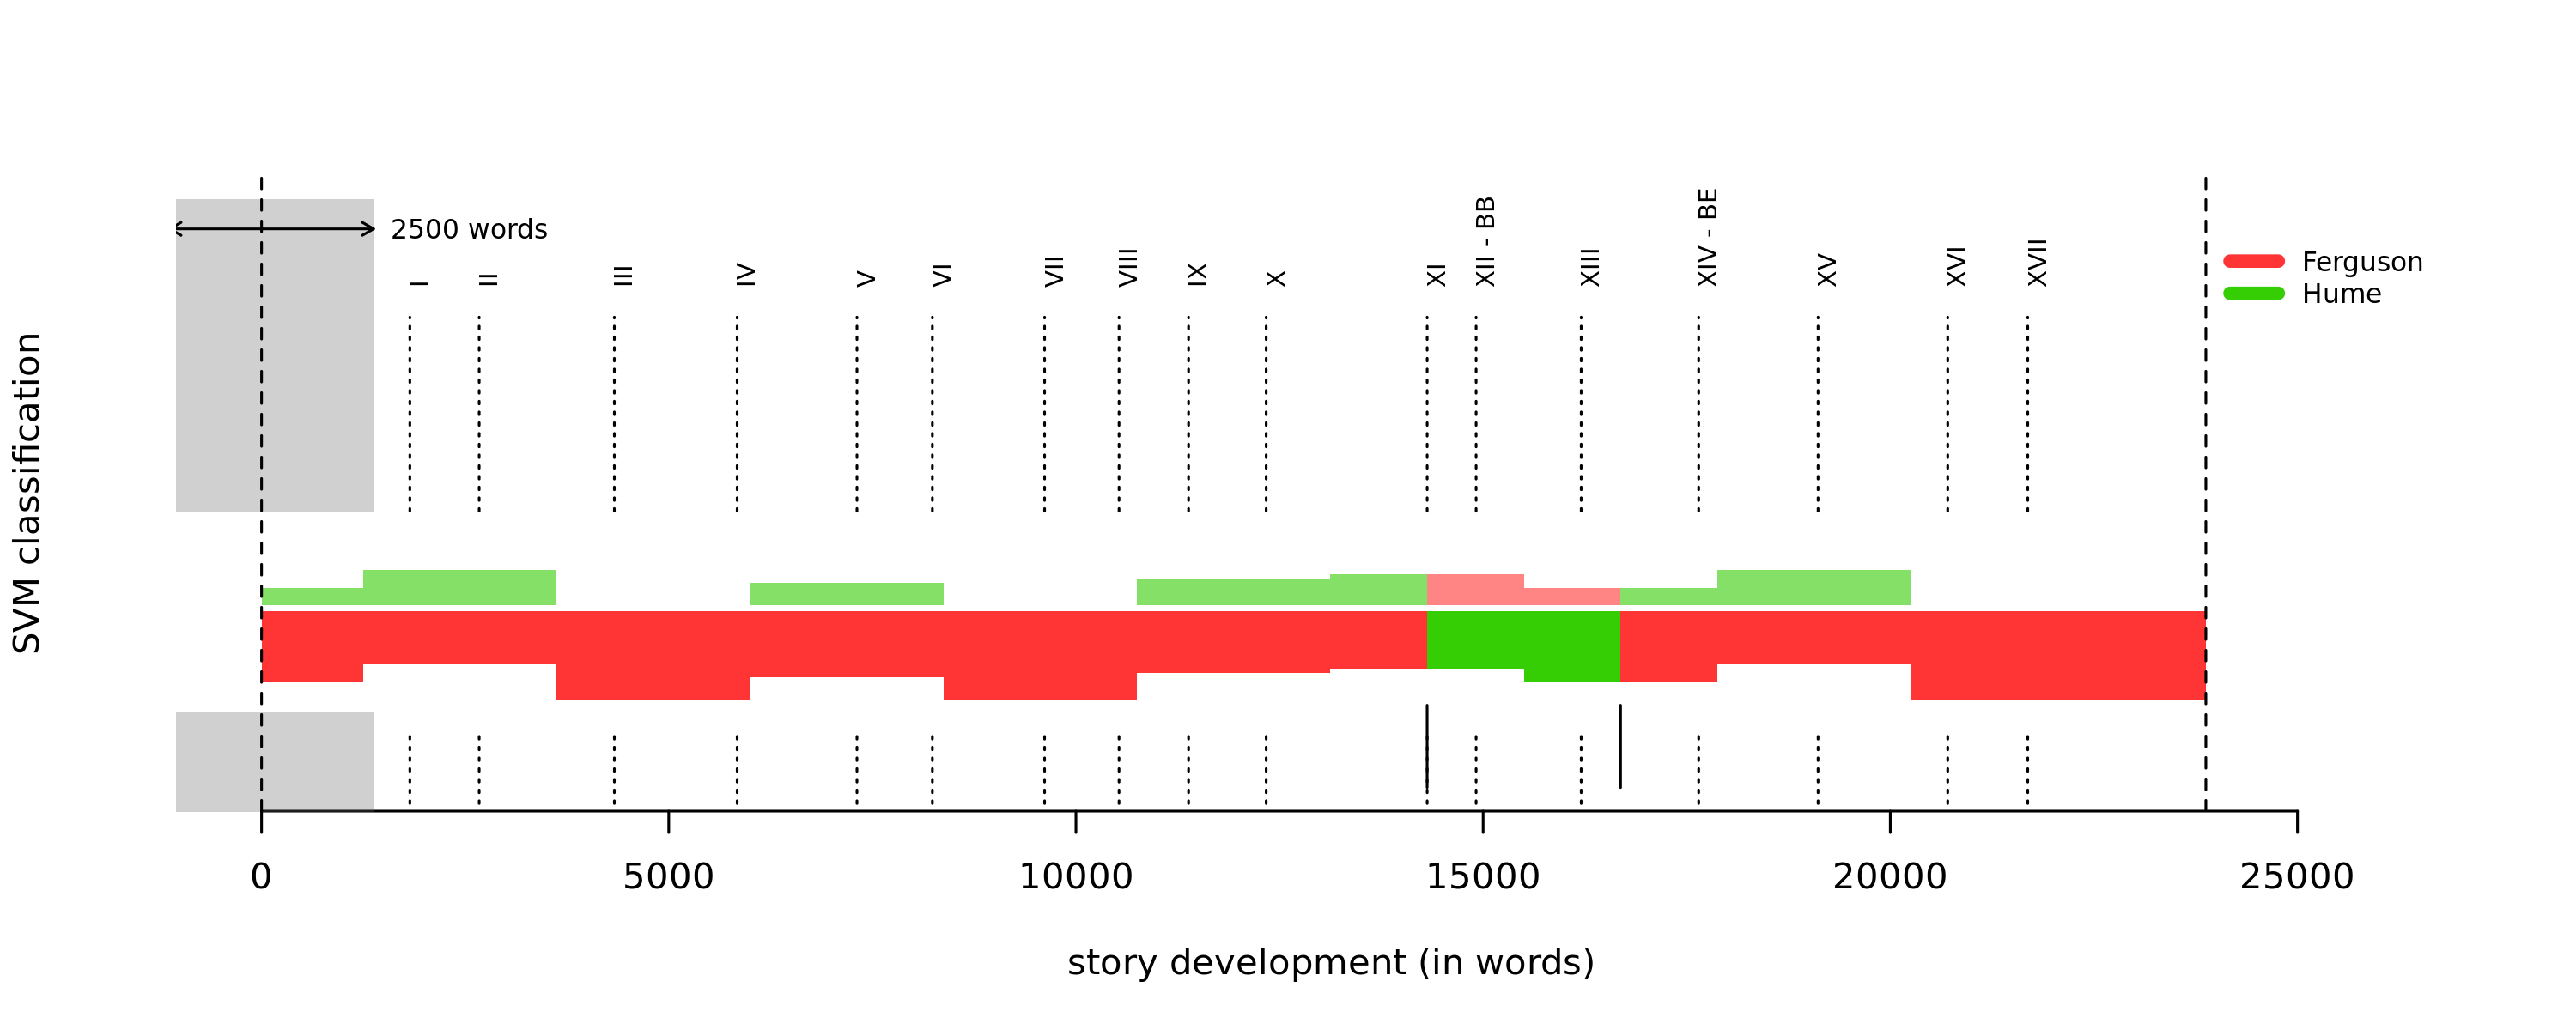 2500 words
I
II
III
IV
V
VI
VII
VIII
IX
X
XI
XII - BB
XIII
XIV - BE
XV
XVI
XVII
Ferguson
Hume
SVM classification
0 5000 10000 15000 20000 25000
story development (in words)